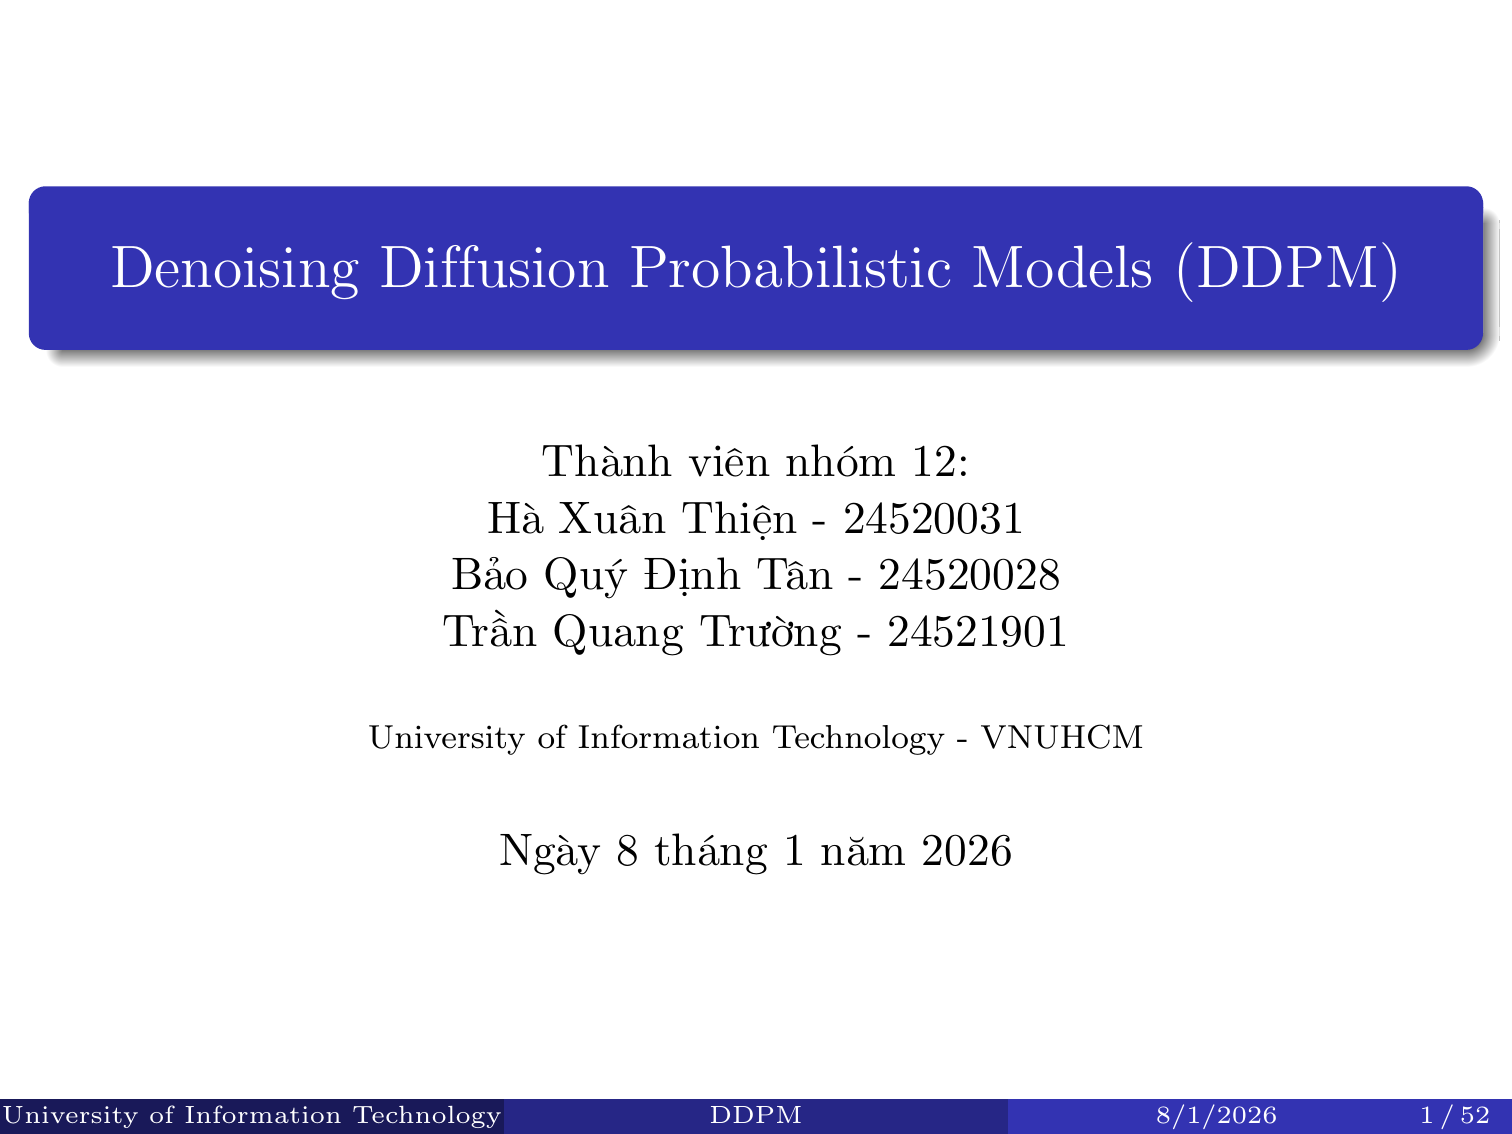 Denoising Diffusion Probabilistic Models (DDPM)
Thành viên nhóm 12:
Hà Xuân Thiện - 24520031
Bảo Quý Định Tân - 24520028
Trần Quang Trường - 24521901
University of Information Technology - VNUHCM
Ngày 8 tháng 1 năm 2026
University of Information Technology DDPM 8/1/2026 1 / 52